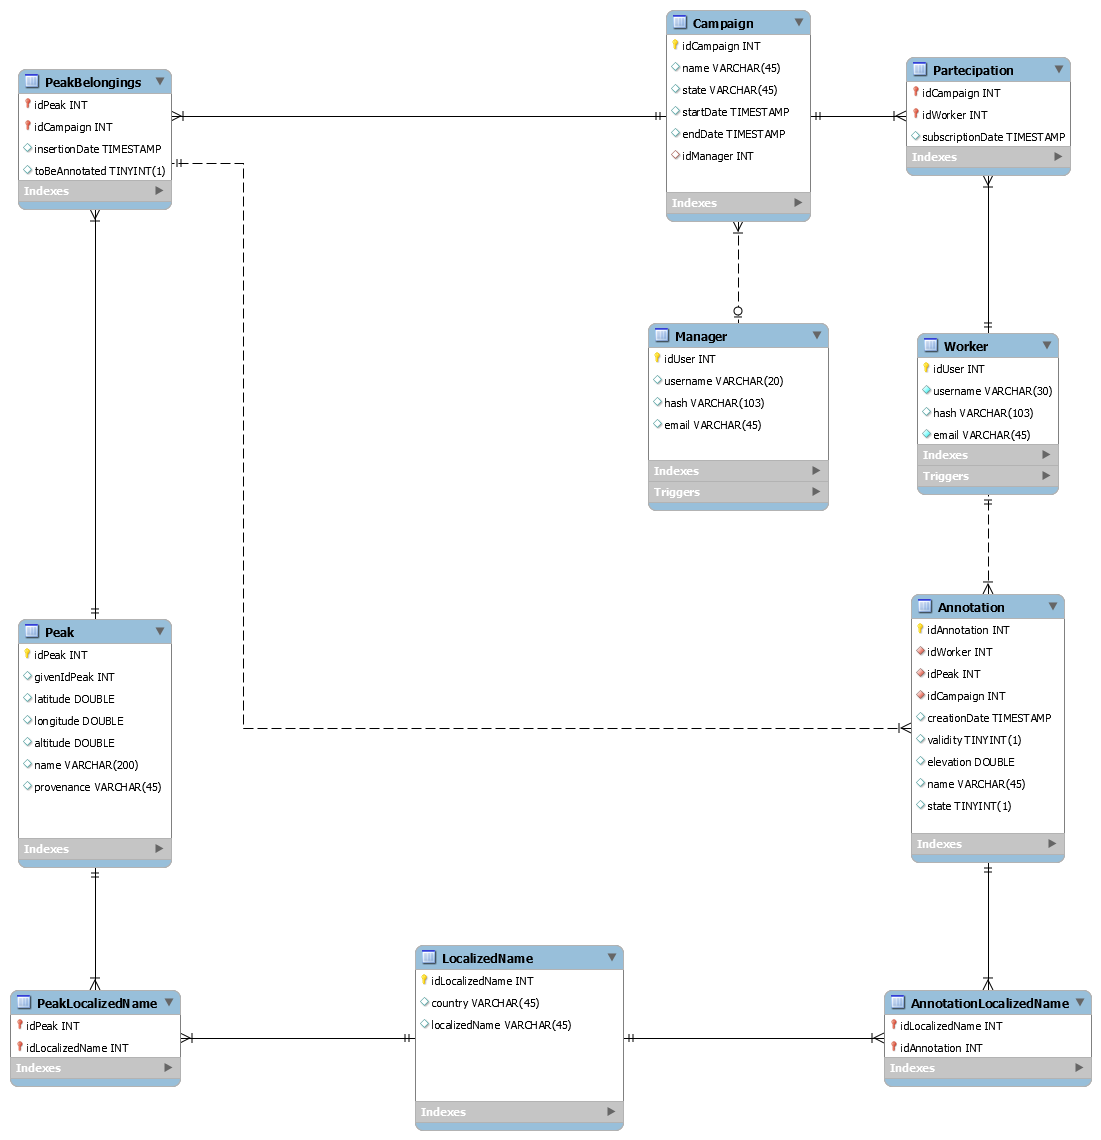 Campaign
idCampaign INT
name VARCHAR(45)
state VARCHAR(45)
startDate TIMESTAMP
endDate TIMESTAMP
idManager INT
Indexes
Partecipation
idCampaign INT
idWorker INT
subscriptionDate TIMESTAMP
Indexes
PeakBelongings
idPeak INT
idCampaign INT
insertionDate TIMESTAMP
toBeAnnotated TINYINT(1)
Indexes
Manager
idUser INT
username VARCHAR(20)
hash VARCHAR(103)
email VARCHAR(45)
Indexes
Triggers
Worker
idUser INT
username VARCHAR(30)
hash VARCHAR(103)
email VARCHAR(45)
Indexes
Triggers
Peak
idPeak INT
givenIdPeak INT
latitude DOUBLE
longitude DOUBLE
altitude DOUBLE
name VARCHAR(200)
provenance VARCHAR(45)
Indexes
Annotation
idAnnotation INT
idWorker INT
idPeak INT
idCampaign INT
creationDate TIMESTAMP
validity TINYINT(1)
elevation DOUBLE
name VARCHAR(45)
state TINYINT(1)
Indexes
PeakLocalizedName
idPeak INT
idLocalizedName INT
Indexes
LocalizedName
idLocalizedName INT
country VARCHAR(45)
localizedName VARCHAR(45)
Indexes
AnnotationLocalizedName
idLocalizedName INT
idAnnotation INT
Indexes